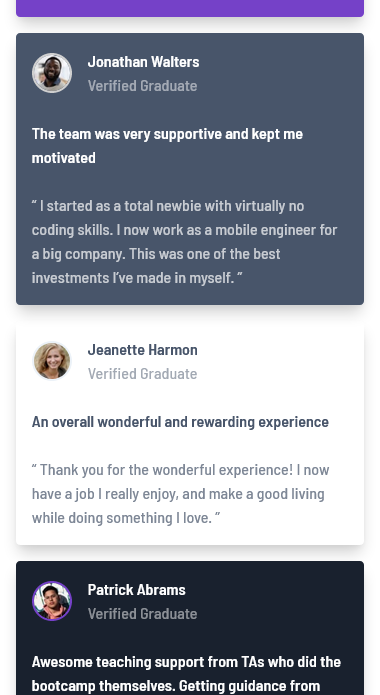 Jonathan Walters
Verified Graduate
The team was very supportive and kept me
motivated
“ I started as a total newbie with virtually no
coding skills. I now work as a mobile engineer for
a big company. This was one of the best
investments I’ve made in myself. ”
Jeanette Harmon
Verified Graduate
An overall wonderful and rewarding experience
“ Thank you for the wonderful experience! I now
have a job I really enjoy, and make a good living
while doing something I love. ”
Patrick Abrams
Verified Graduate
Awesome teaching support from TAs who did the
bootcamp themselves. Getting guidance from